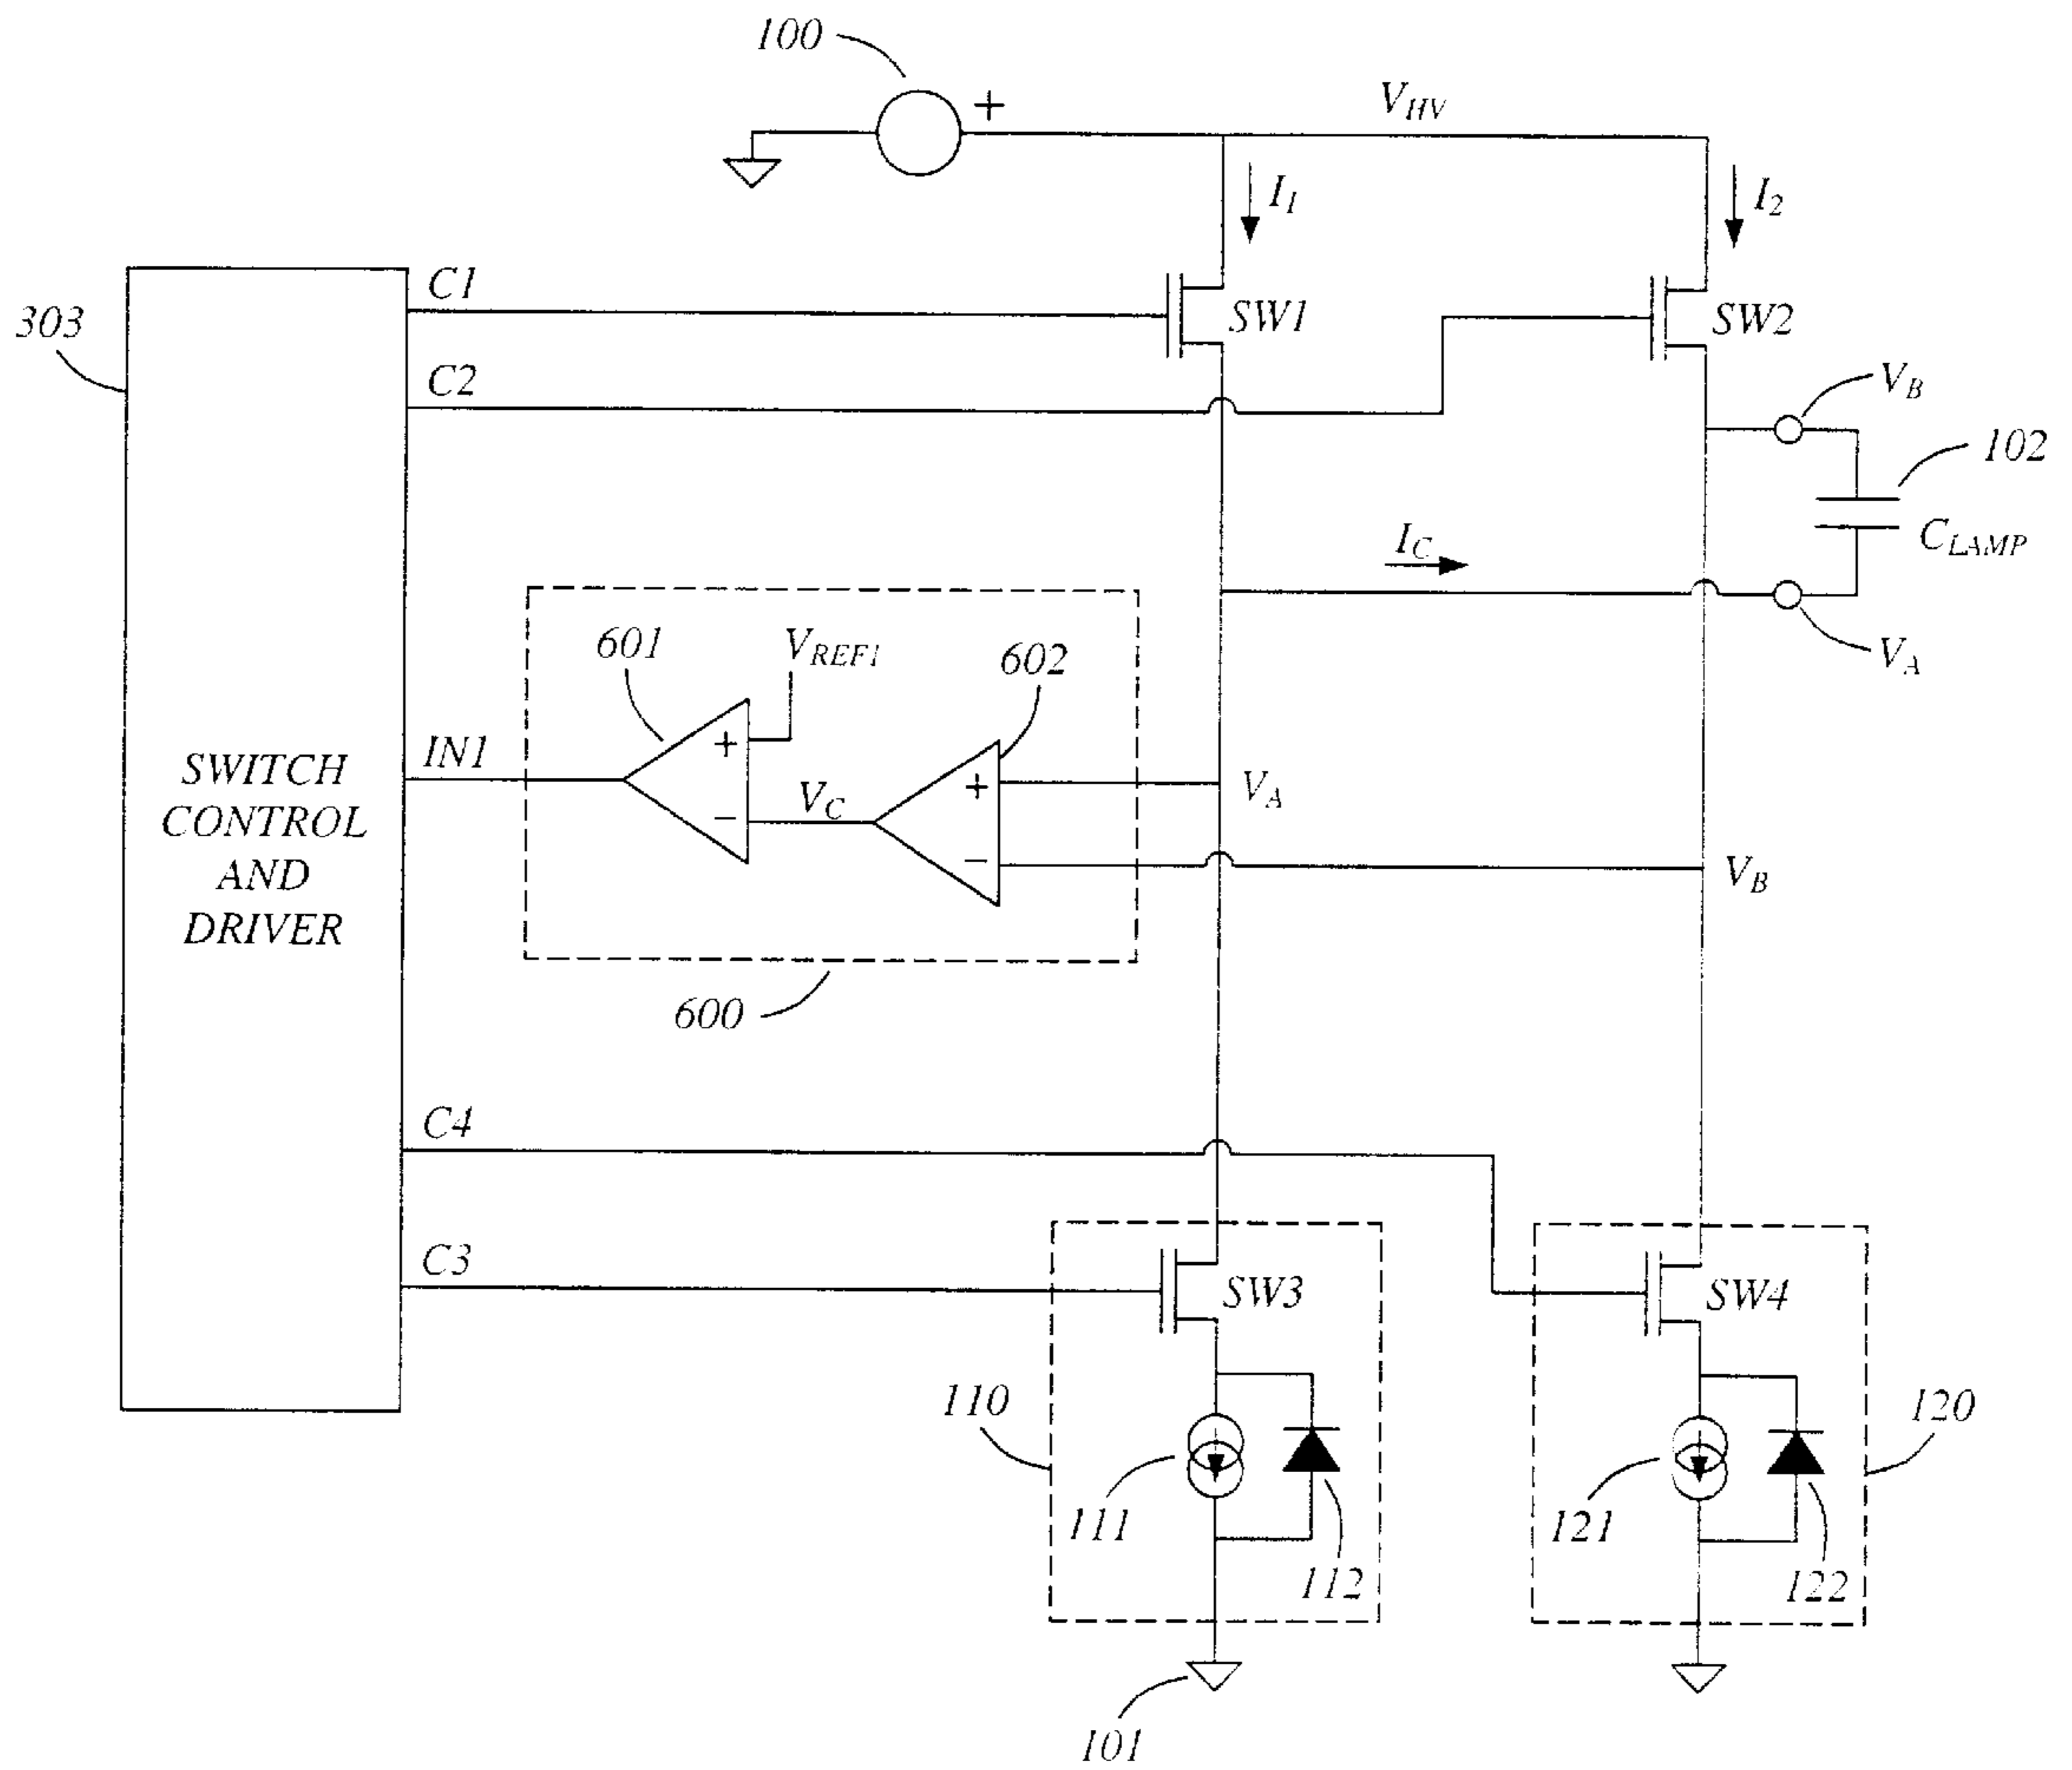 100
+
V_HV
I_1
I_2
C1
SW1
SW2
303
C2
V_B
102
C_LAMP
I_C
601
V_REF1
602
V_A
IN1
+
+
V_A
V_C
SWITCH
CONTROL
AND
DRIVER
−
−
V_B
600
C4
C3
SW3
SW4
110
120
111
121
112
122
101